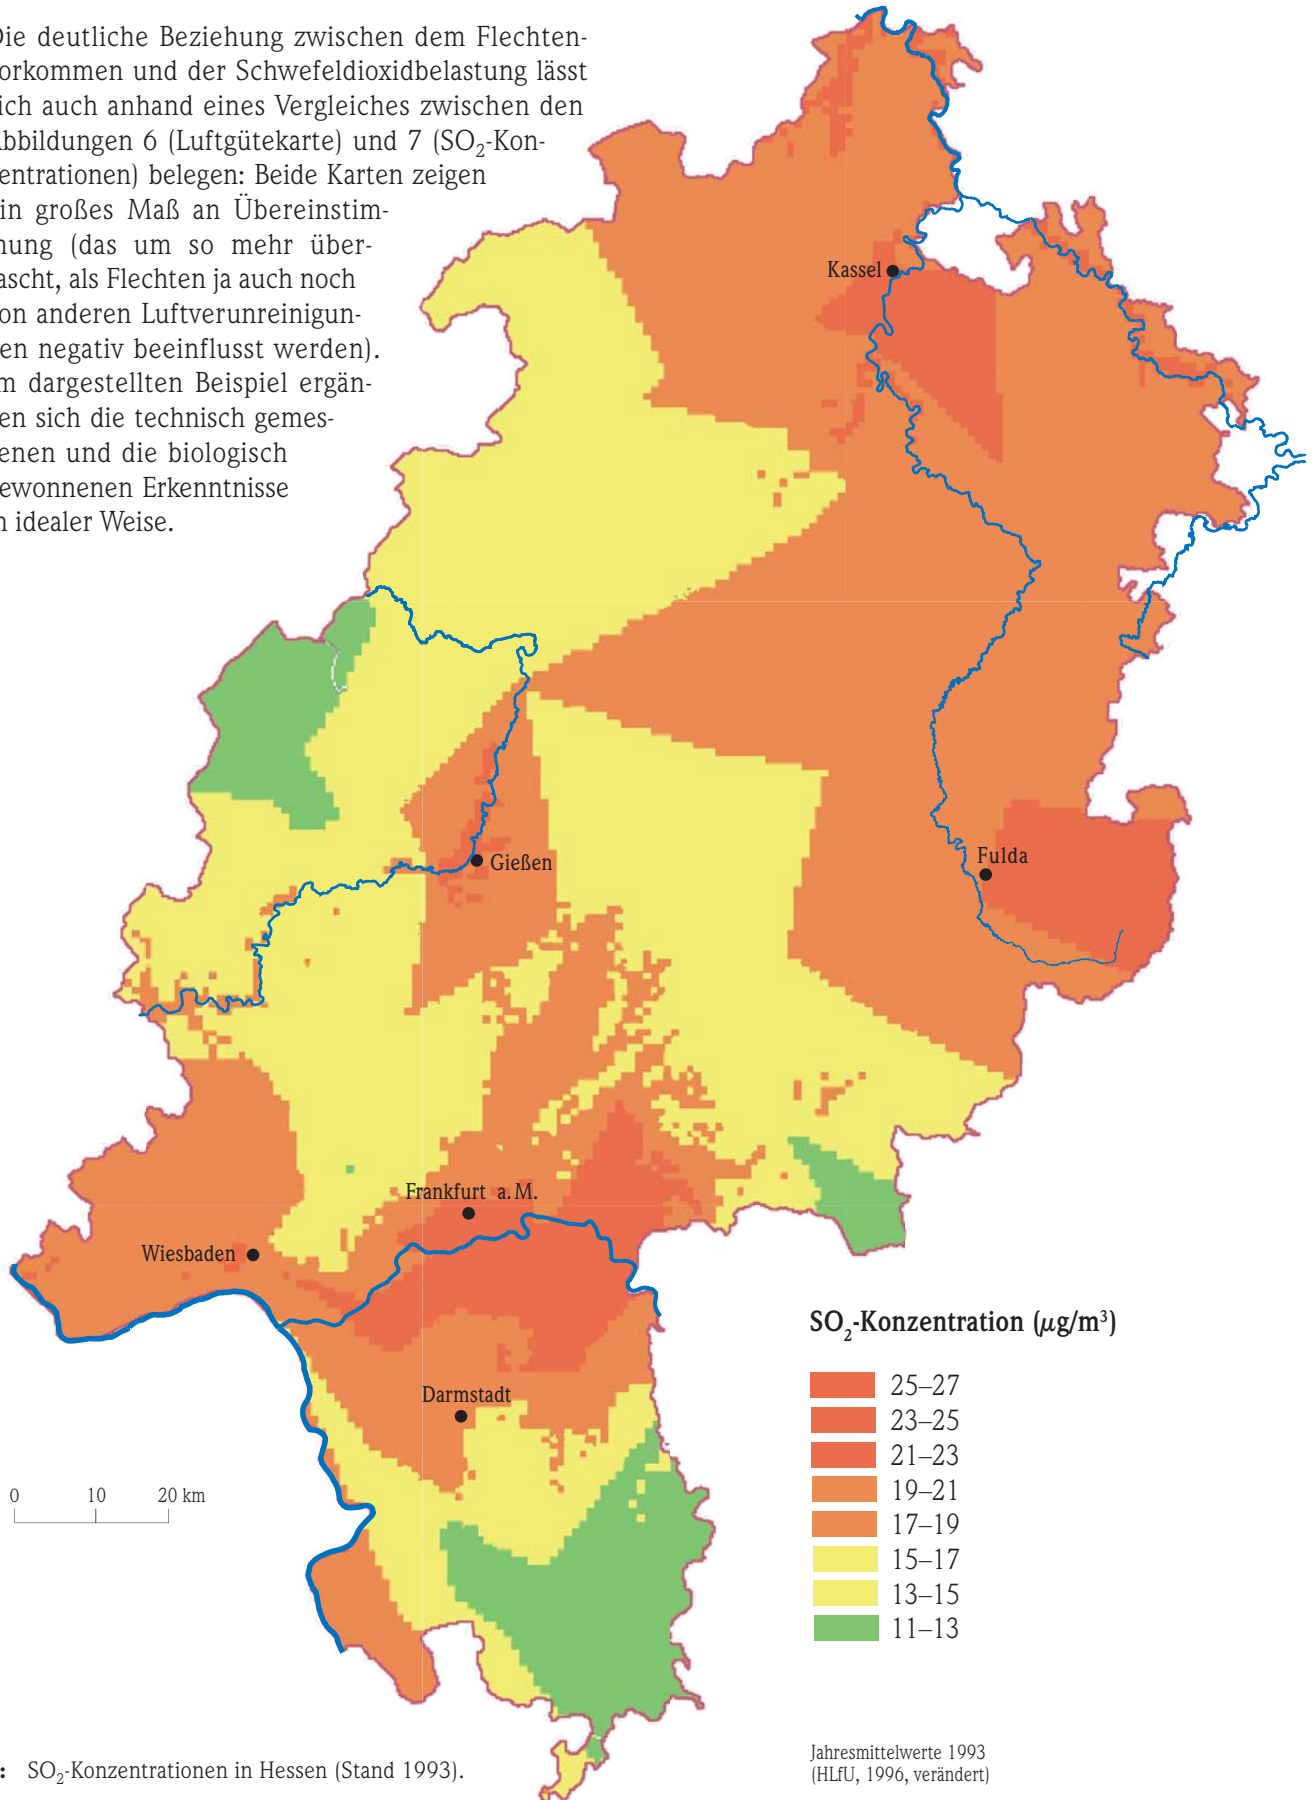 Die deutliche Beziehung zwischen dem Flechten-
orkommen und der Schwefeldioxidbelastung lässt
ich auch anhand eines Vergleiches zwischen den
Abbildungen 6 (Luftgütekarte) und 7 (SO₂-Kon-
entrationen) belegen: Beide Karten zeigen
in großes Maß an Übereinstim-
mung (das um so mehr über-
ascht, als Flechten ja auch noch
on anderen Luftverunreinigun-
en negativ beeinflusst werden).
m dargestellten Beispiel ergän-
en sich die technisch gemes-
enen und die biologisch
ewonnenen Erkenntnisse
n idealer Weise.
Kassel
Gießen
Fulda
Frankfurt a.M.
Wiesbaden
Darmstadt
SO₂-Konzentration (µg/m³)
25–27
23–25
21–23
19–21
17–19
15–17
13–15
11–13
0 10 20 km
: SO₂-Konzentrationen in Hessen (Stand 1993).
Jahresmittelwerte 1993
(HLfU, 1996, verändert)